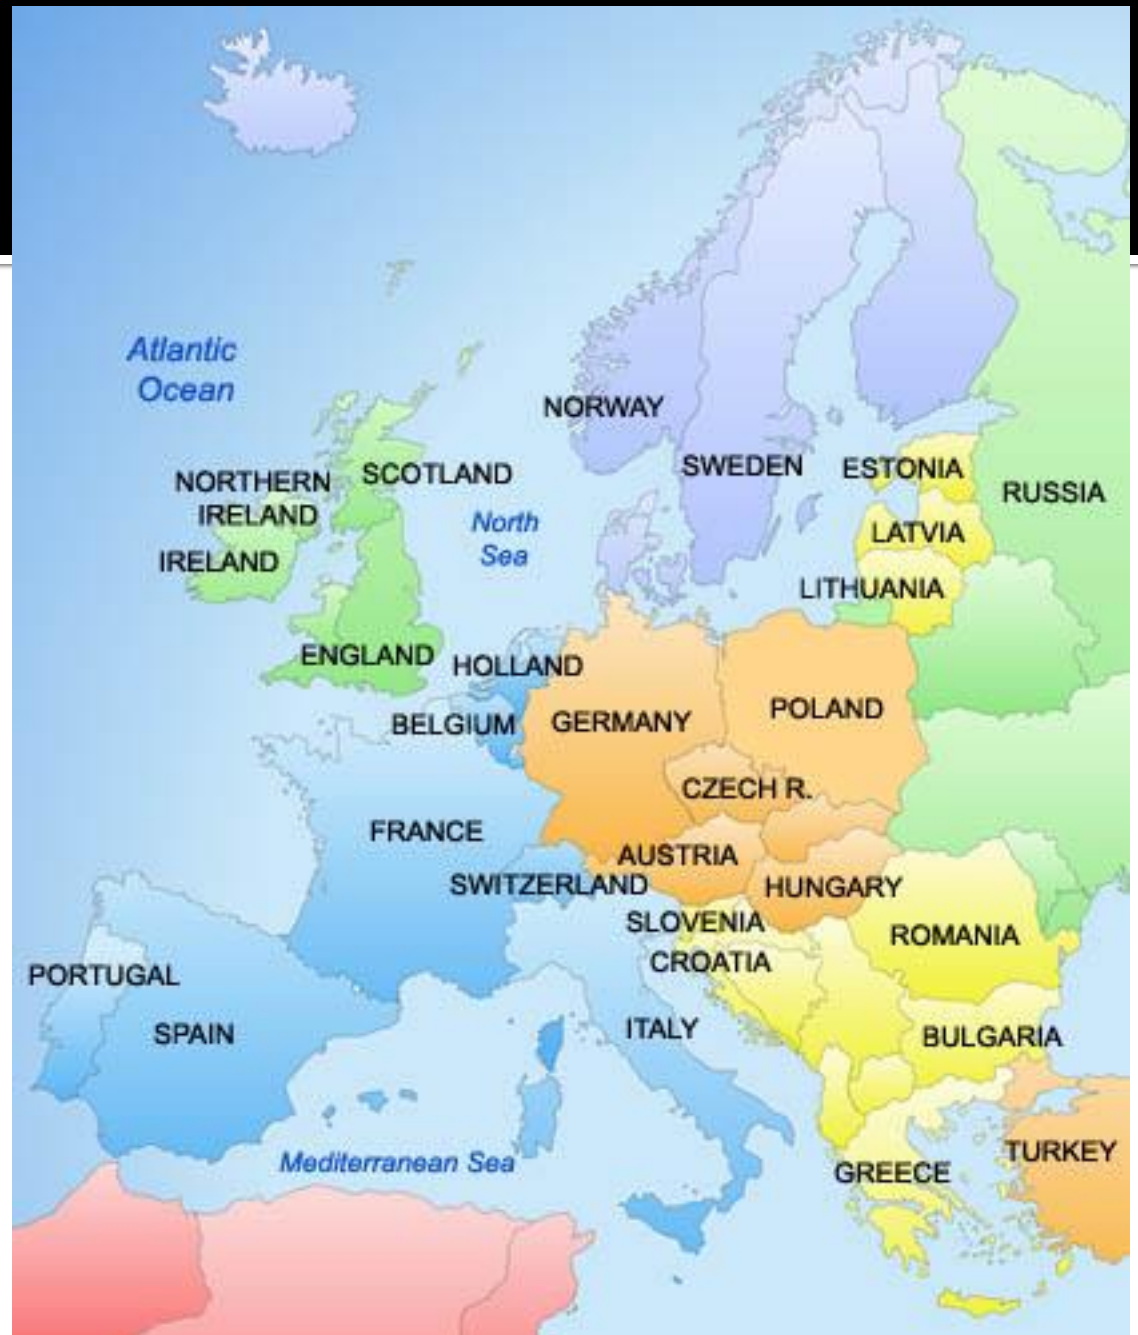 Atlantic
Ocean
NORWAY
SWEDEN
ESTONIA
NORTHERN
IRELAND
SCOTLAND
RUSSIA
North
Sea
LATVIA
IRELAND
LITHUANIA
ENGLAND
HOLLAND
BELGIUM
GERMANY
POLAND
CZECH R.
FRANCE
AUSTRIA
SWITZERLAND
HUNGARY
SLOVENIA
ROMANIA
CROATIA
PORTUGAL
SPAIN
ITALY
BULGARIA
Mediterranean Sea
GREECE
TURKEY